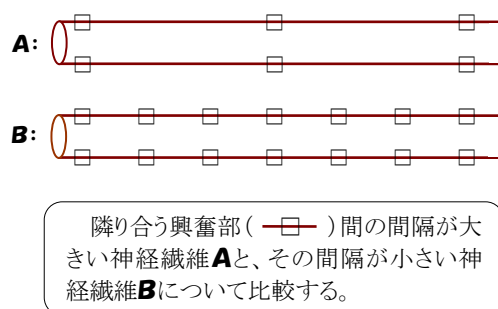 A:
B:
隣り合う興奮部( )間の間隔が大
きい神経繊維Aと、その間隔が小さい神
経繊維Bについて比較する。